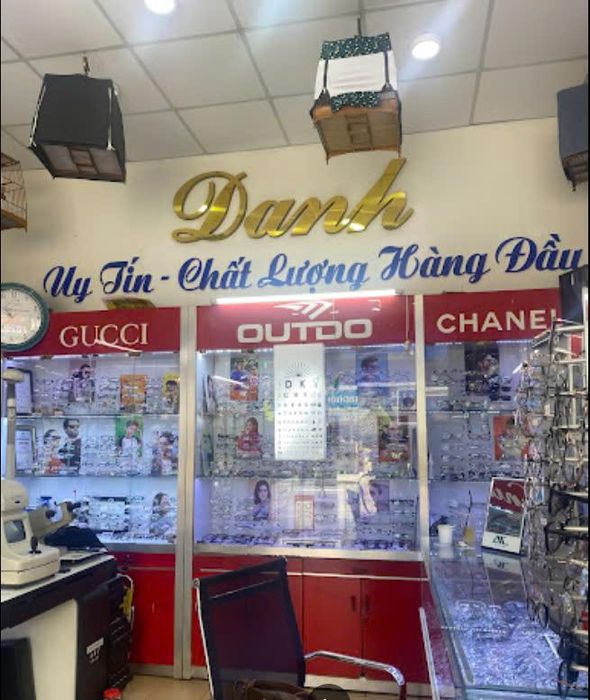 Danh
Uy Tín - Chất Lượng Hàng Đầu
GUCCI
OUTDO
CHANEL